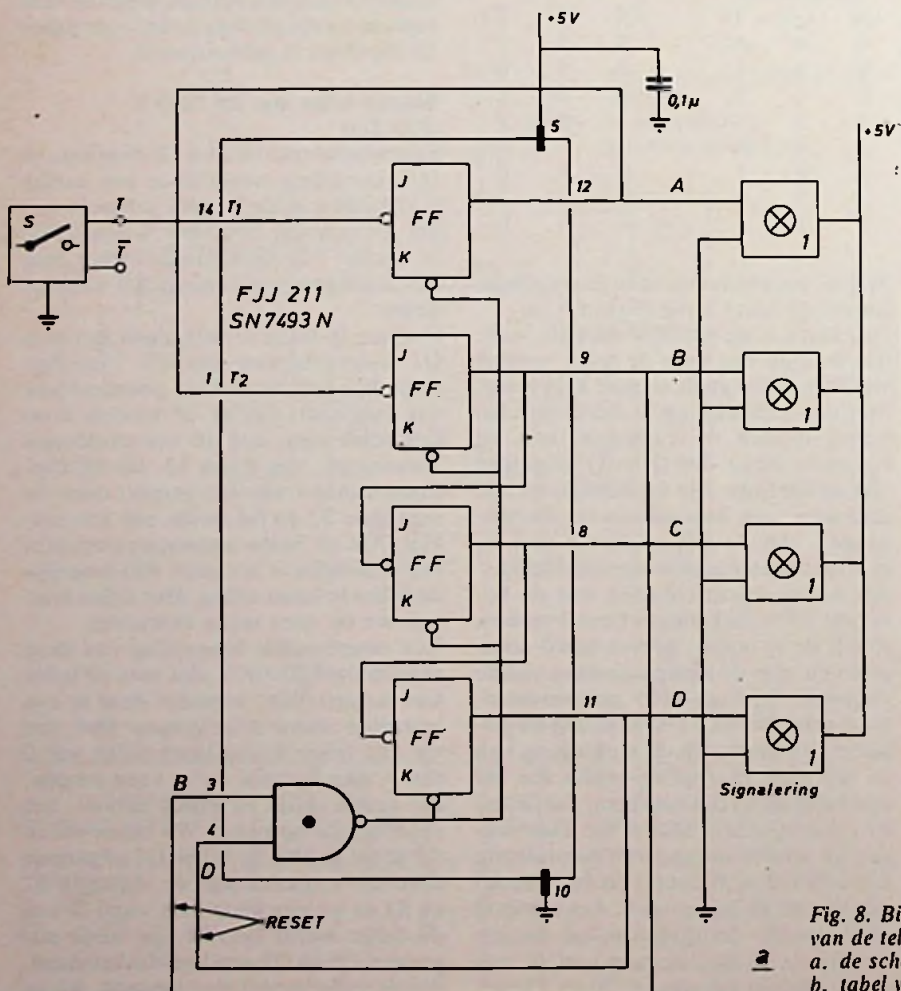 +5V
0,1µ
5
+5V
S
T
T̅
14 T1
J
FF
K
12
A
1
FJJ 211
SN7493 N
1 T2
J
FF
K
9
B
1
J
FF
K
8
C
1
J
FF
K
11
D
1
Signalering
B 3
4
D
10
RESET
a
Fig. 8. Bi
van de tel
a. de sch
b. tabel v